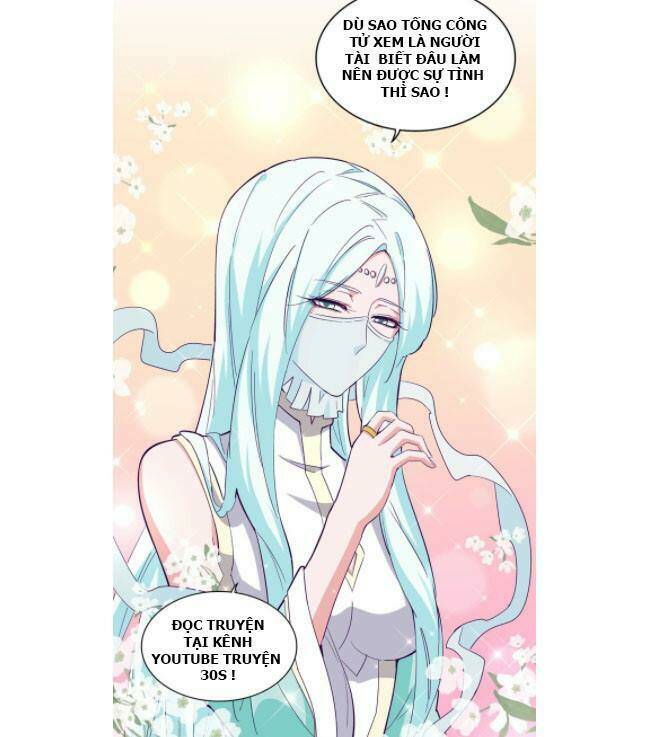 DÙ SAO TỐNG CÔNG
TỬ XEM LÀ NGƯỜI
TÀI BIẾT ĐÂU LÀM
NÊN ĐƯỢC SỰ TÌNH
THÌ SAO !
ĐỌC TRUYỆN
TẠI KÊNH
YOUTUBE TRUYỆN
30S !